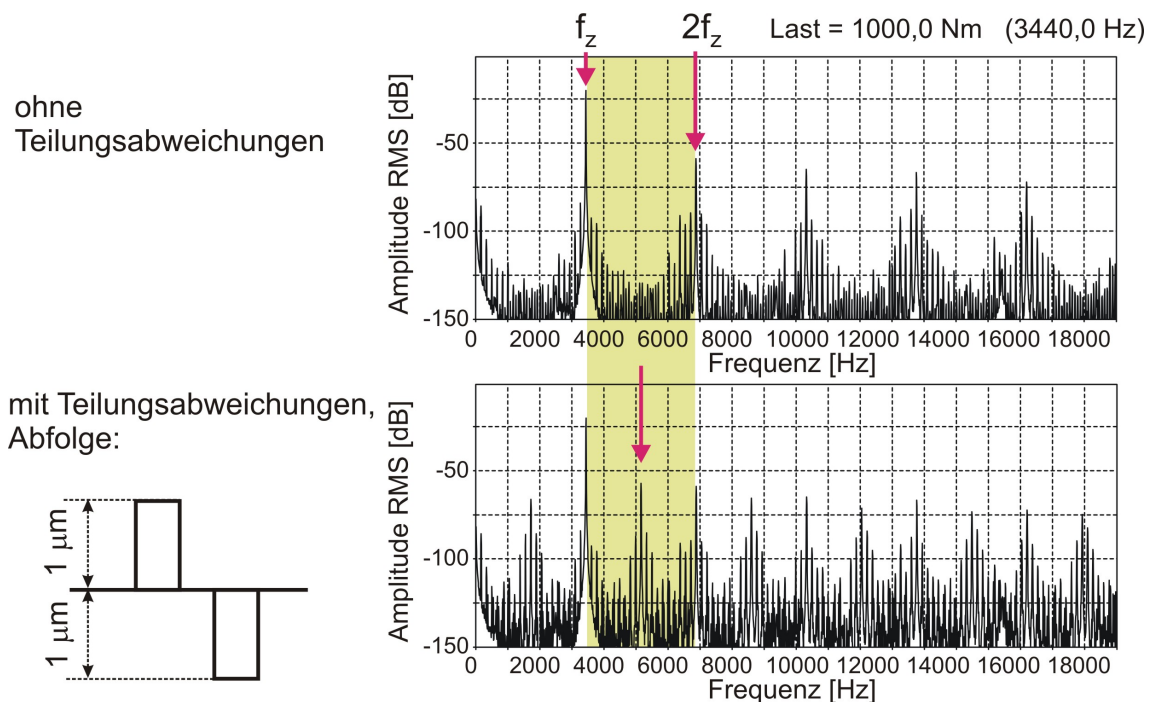 f_z
2f_z
Last = 1000,0 Nm (3440,0 Hz)
ohne
Teilungsabweichungen
Amplitude RMS [dB]
-50
-100
-150
0 2000 4000 6000 8000 10000 12000 14000 16000 18000
Frequenz [Hz]
mit Teilungsabweichungen,
Abfolge:
1 µm
1 µm
Amplitude RMS [dB]
-50
-100
-150
0 2000 4000 6000 8000 10000 12000 14000 16000 18000
Frequenz [Hz]